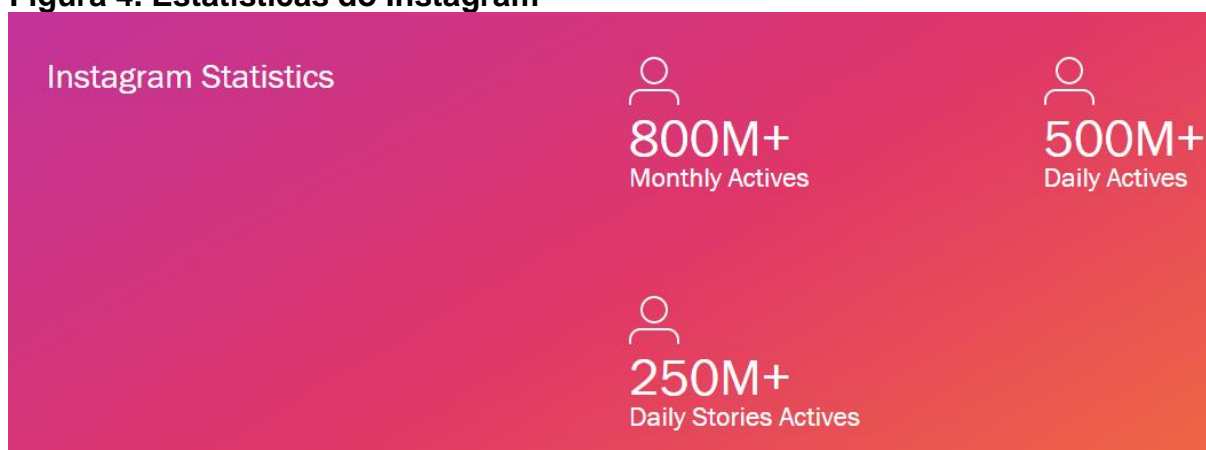 Figura 4: Estatísticas do Instagram
Instagram Statistics
800M+
Monthly Actives
500M+
Daily Actives
250M+
Daily Stories Actives